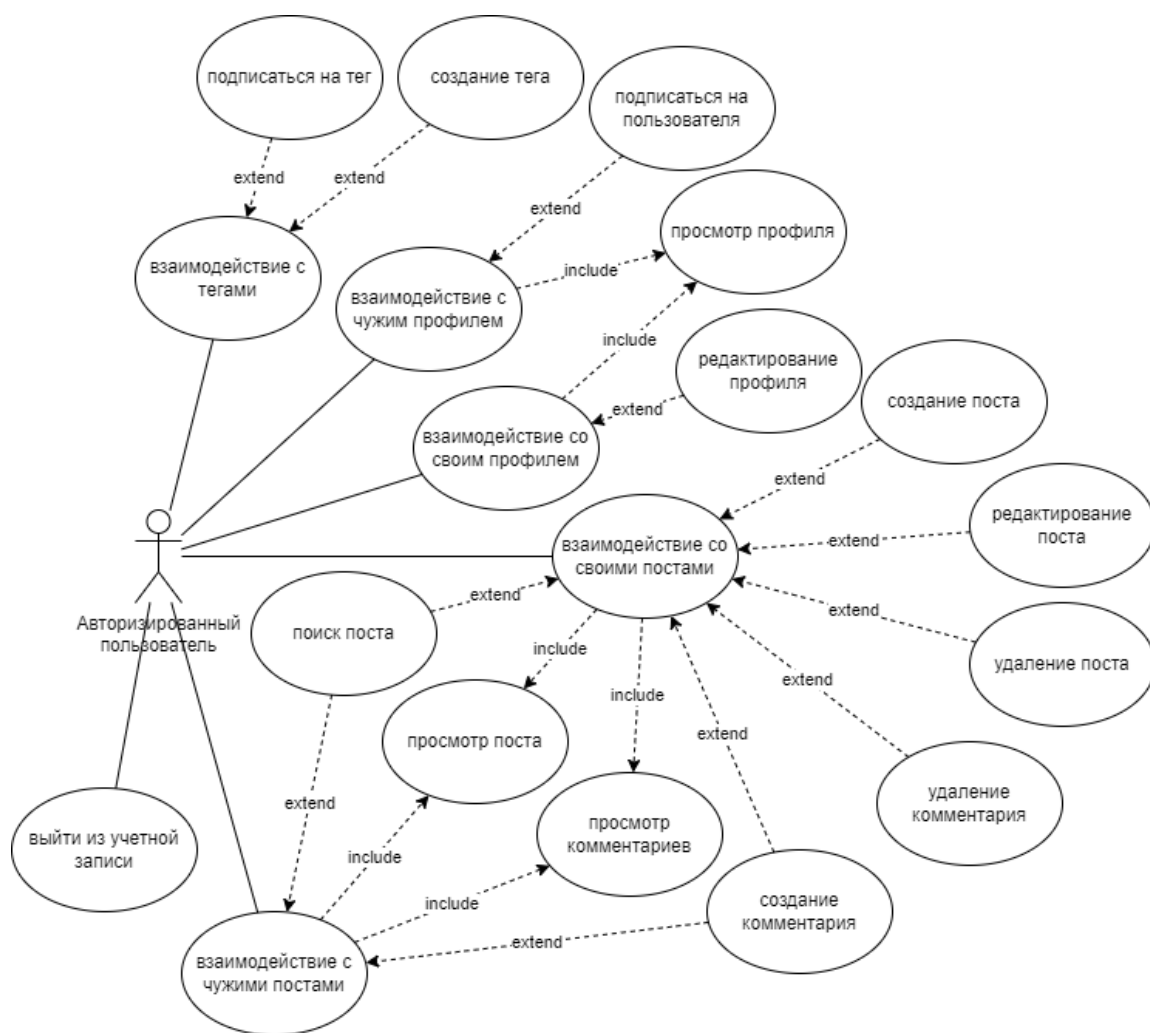 подписаться на тег
создание тега
подписаться на
пользователя
extend
extend
extend
просмотр профиля
взаимодействие с
тегами
include
взаимодействие с
чужим профилем
include
редактирование
профиля
extend
создание поста
взаимодействие со
своим профилем
extend
редактирование
поста
взаимодействие со
своими постами
extend
extend
поиск поста
extend
Авторизированный
пользователь
include
удаление поста
extend
include
просмотр поста
extend
extend
удаление
комментария
просмотр
комментариев
выйти из учетной
записи
include
include
создание
комментария
extend
взаимодействие с
чужими постами